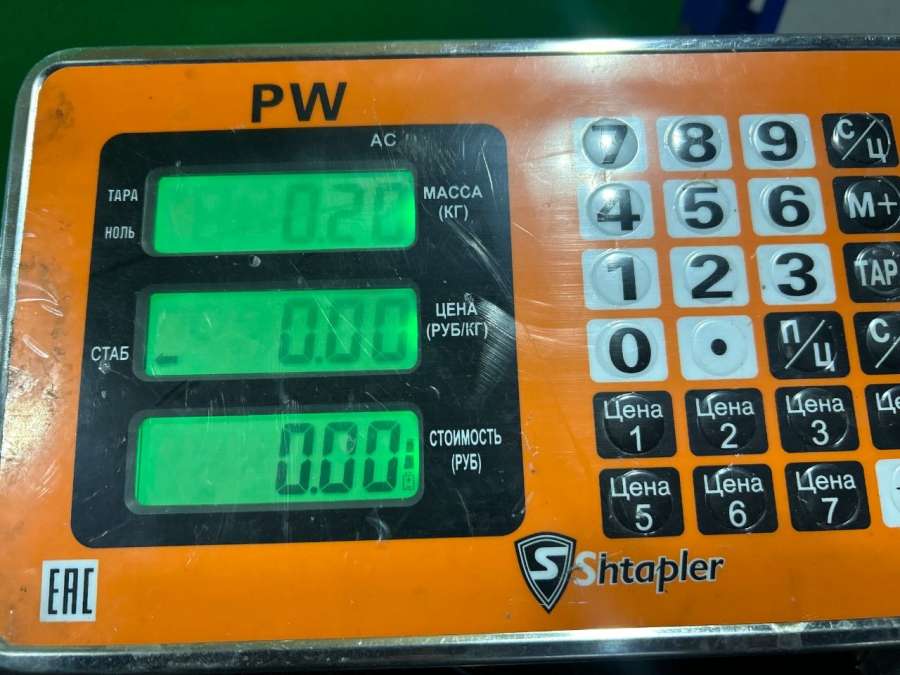 PW
AC
ТАРА
НОЛЬ
0.20
МАССА
(КГ)
СТАБ
0.00
ЦЕНА
(РУБ/КГ)
0.00
СТОИМОСТЬ
(РУБ)
7 8 9 С/Ц
4 5 6 М+
1 2 3 ТАР
0 . П/Ц С/
Цена 1
Цена 2
Цена 3
Це
Цена 5
Цена 6
Цена 7
S Shtapler
EAC